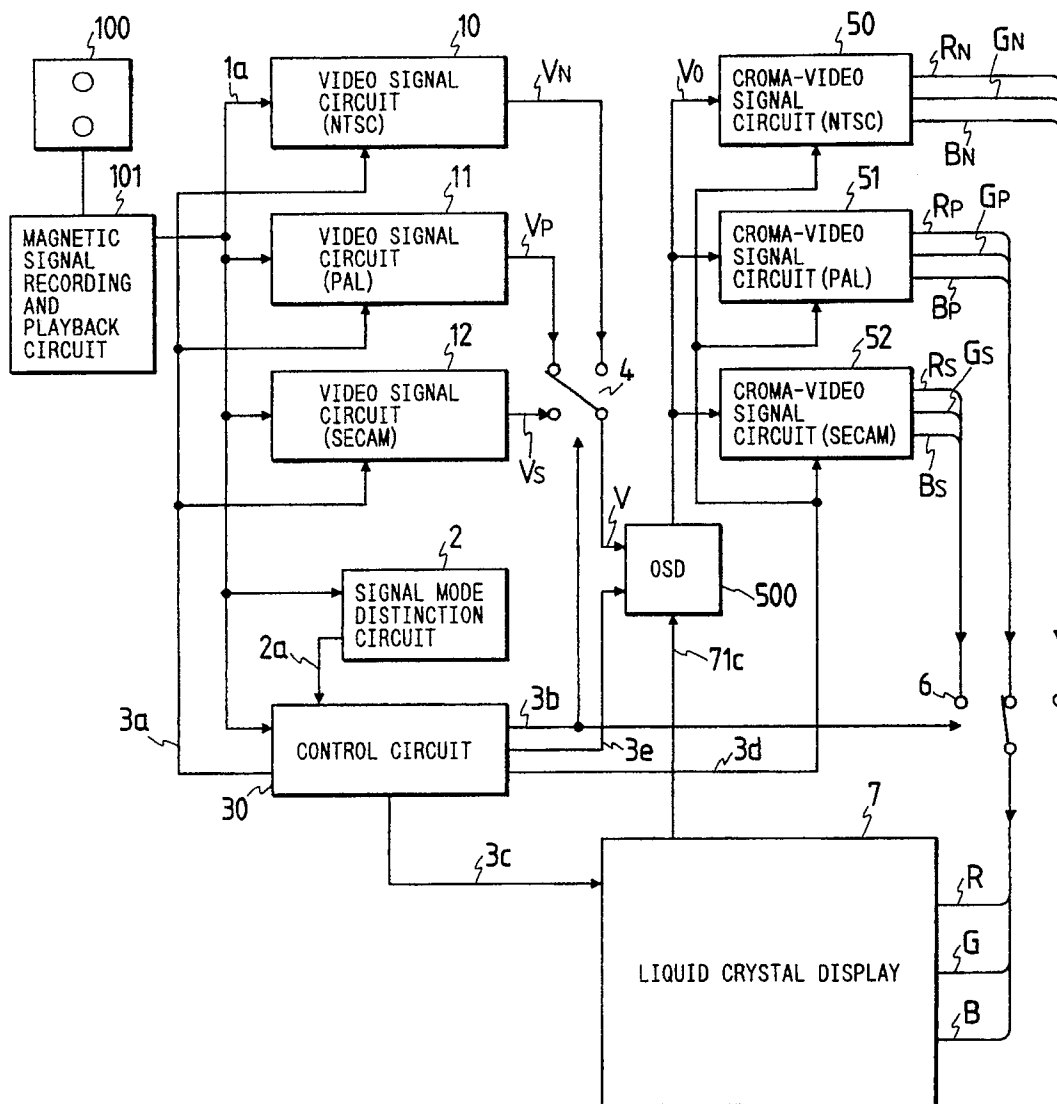 100
10
VIDEO SIGNAL
CIRCUIT
(NTSC)
1a
VN
50
CROMA-VIDEO
SIGNAL
CIRCUIT (NTSC)
VO
RN
GN
BN
101
MAGNETIC
SIGNAL
RECORDING
AND
PLAYBACK
CIRCUIT
11
VIDEO SIGNAL
CIRCUIT
(PAL)
VP
51
CROMA-VIDEO
SIGNAL
CIRCUIT (PAL)
RP
GP
BP
12
VIDEO SIGNAL
CIRCUIT
(SECAM)
VS
4
52
CROMA-VIDEO
SIGNAL
CIRCUIT (SECAM)
RS
GS
BS
V
2
SIGNAL MODE
DISTINCTION
CIRCUIT
2a
OSD
500
71c
6
3a
CONTROL CIRCUIT
30
3b
3e
3d
3c
7
LIQUID CRYSTAL DISPLAY
R
G
B